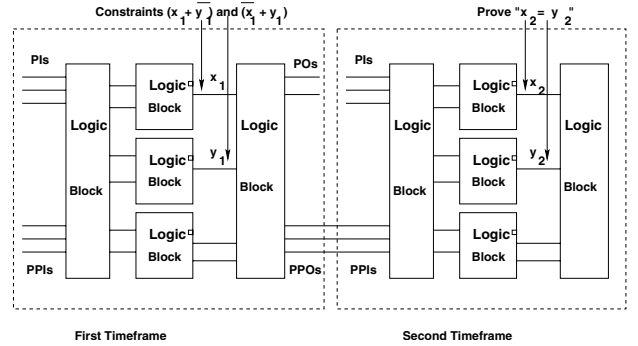 Constraints (x₁ + y̅₁) and (x̅₁ + y₁)
Prove "x₂ = y₂"
PIs
Logic
Block
Logic
Block
x₁
Logic
Block
y₁
Logic
Block
Logic
Block
POs
PPIs
PPOs
PIs
Logic
Block
Logic
Block
x₂
Logic
Block
y₂
Logic
Block
Logic
Block
PPIs
First Timeframe
Second Timeframe